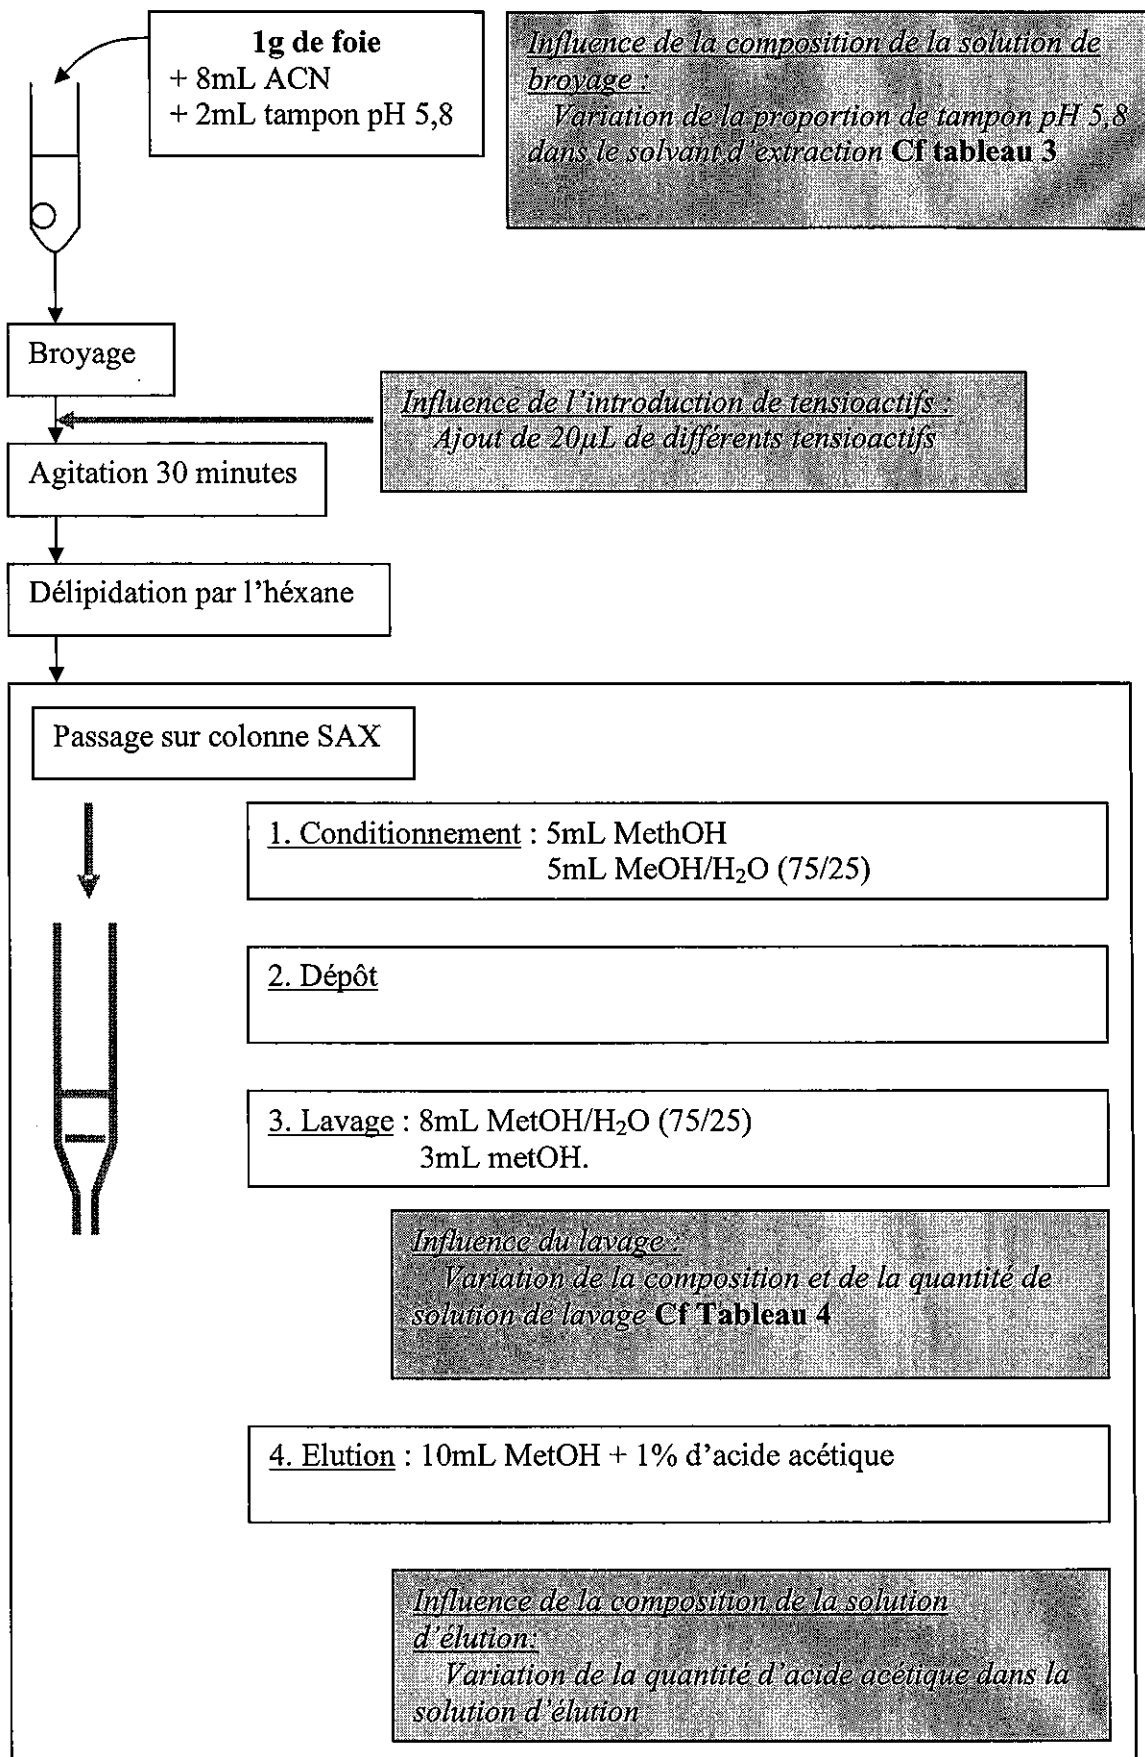 1g de foie
+ 8mL ACN
+ 2mL tampon pH 5,8
Influence de la composition de la solution de
broyage :
Variation de la proportion de tampon pH 5,8
dans le solvant d'extraction Cf tableau 3
Broyage
Influence de l'introduction de tensioactifs :
Ajout de 20µL de différents tensioactifs
Agitation 30 minutes
Délipidation par l'héxane
Passage sur colonne SAX
1. Conditionnement : 5mL MethOH
5mL MeOH/H₂O (75/25)
2. Dépôt
3. Lavage : 8mL MetOH/H₂O (75/25)
3mL metOH.
Influence du lavage :
Variation de la composition et de la quantité de
solution de lavage Cf Tableau 4
4. Elution : 10mL MetOH + 1% d'acide acétique
Influence de la composition de la solution
d'élution:
Variation de la quantité d'acide acétique dans la
solution d'élution